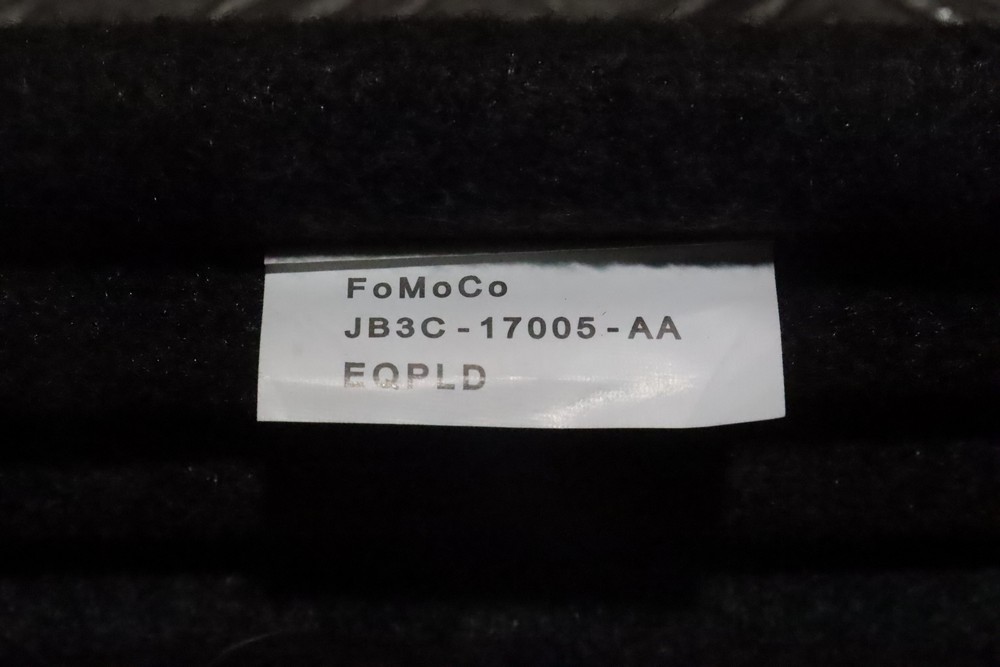 FoMoCo
JB3C-17005-AA
EQPLD